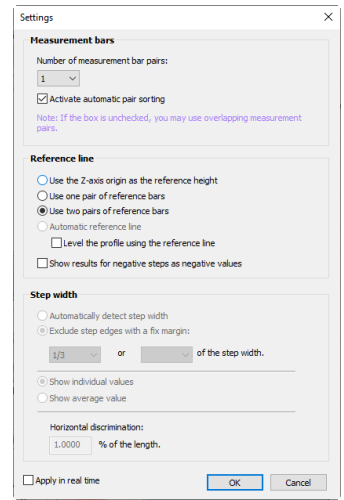 Settings
Measurement bars
Number of measurement bar pairs:
1
Activate automatic pair sorting
Note: If the box is unchecked, you may use overlapping measurement
pairs.
Reference line
Use the Z-axis origin as the reference height
Use one pair of reference bars
Use two pairs of reference bars
Automatic reference line
Level the profile using the reference line
Show results for negative steps as negative values
Step width
Automatically detect step width
Exclude step edges with a fix margin:
1/3 or of the step width.
Show individual values
Show average value
Horizontal discrimination:
1.0000 % of the length.
Apply in real time OK Cancel